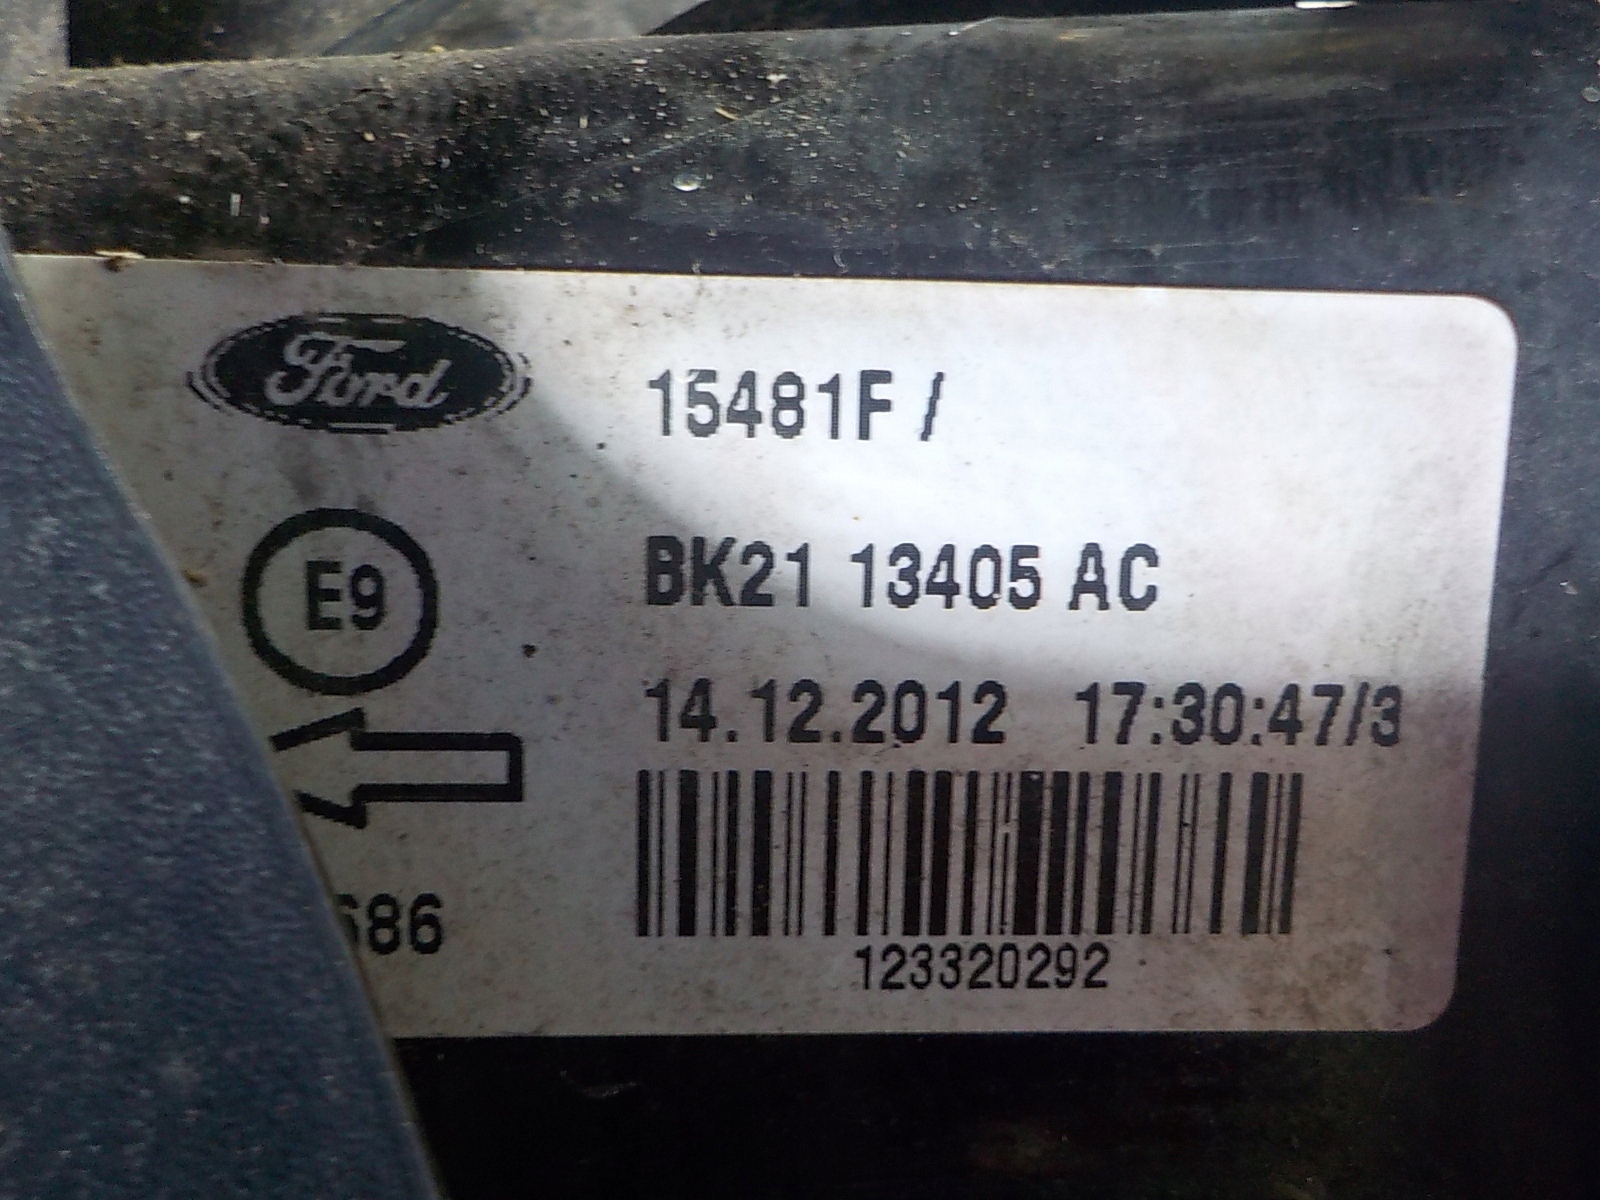 Ford
15481F /
E9
BK21 13405 AC
14.12.2012 17:30:47/3
123320292